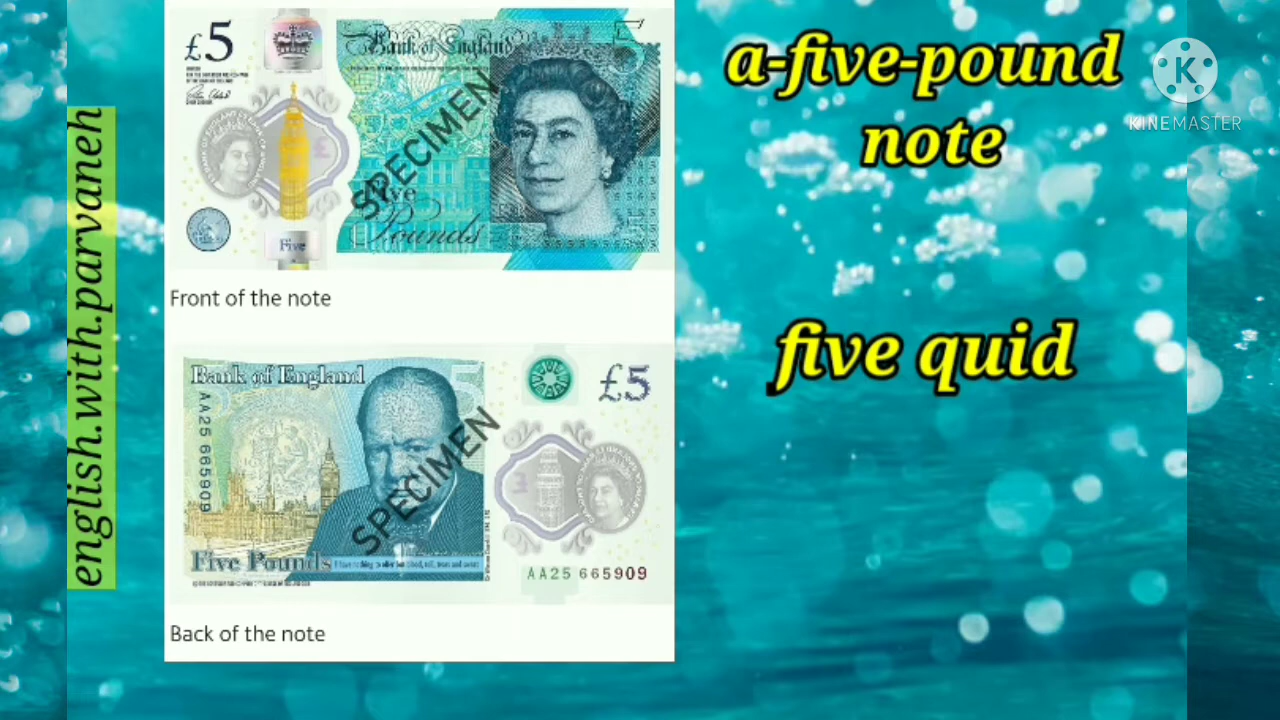 english.with.parvaneh
£5
Bank of England
SPECIMEN
Five
Pounds
Five
Front of the note
Bank of England
£5
AA25 665909
SPECIMEN
Five Pounds
AA25 665909
Back of the note
a-five-pound
note
five quid
K
KINEMASTER